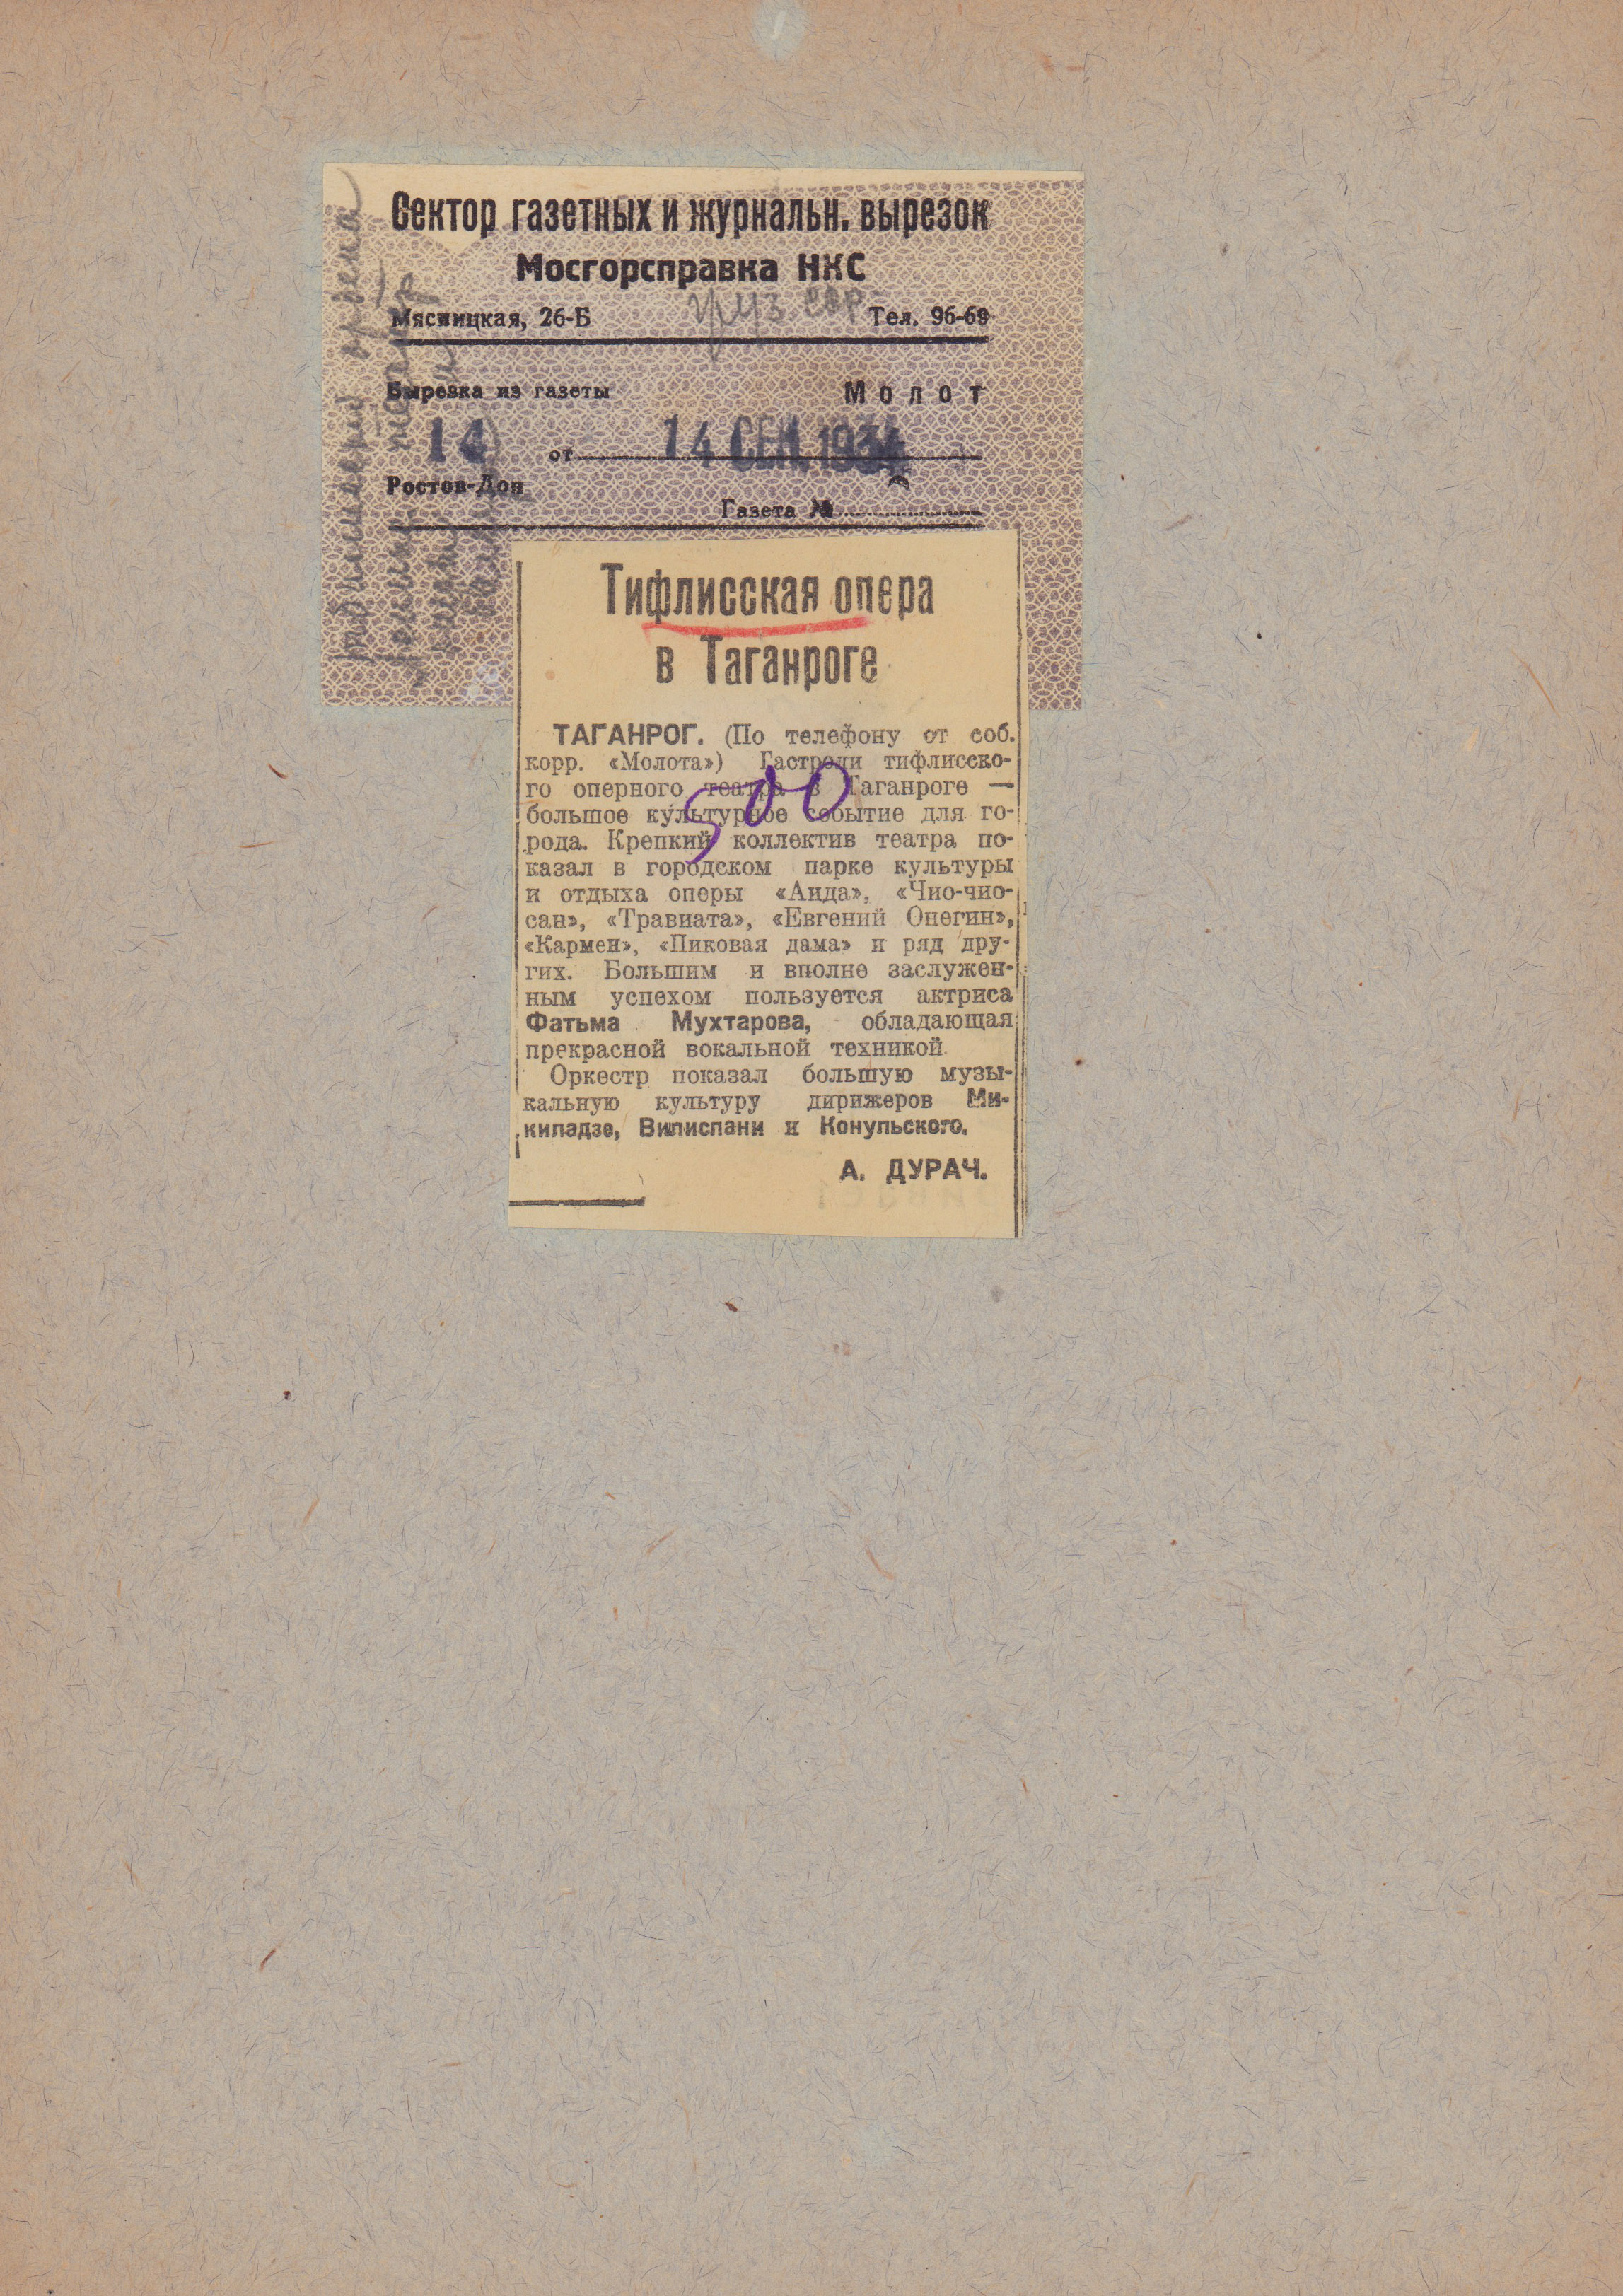 Сектор газетных и журнальн. вырезок
Мосгорсправка НКС
груз. сср
Мясницкая, 26-Б Тел. 96-69
Вырезка из газеты Молот
14 от 14 СЕН. 1934
Ростов-Дон
Газета №
Тифлисская опера
в Таганроге
ТАГАНРОГ. (По телефону от соб.
корр. «Молота») Гастроли тифлисско-
го оперного театра в Таганроге —
большое культурное событие для го-
рода. Крепкий коллектив театра по-
казал в городском парке культуры
и отдыха оперы «Аида», «Чио-чио-
сан», «Травиата», «Евгений Онегин»,
«Кармен», «Пиковая дама» и ряд дру-
гих. Большим и вполне заслужен-
ным успехом пользуется актриса
Фатьма Мухтарова, обладающая
прекрасной вокальной техникой.
Оркестр показал большую музы-
кальную культуру дирижеров Ми-
киладзе, Вилиспани и Конульского.
А. ДУРАЧ.
500